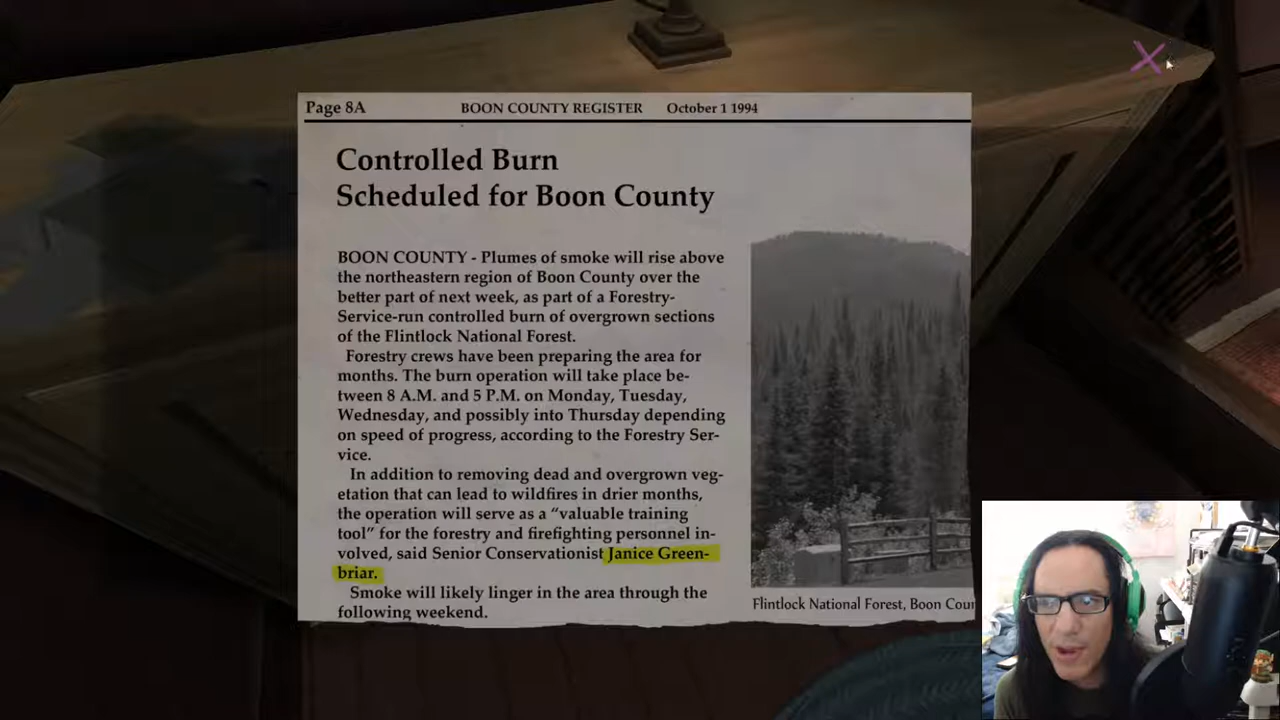 Page 8A BOON COUNTY REGISTER October 1 1994
Controlled Burn
Scheduled for Boon County
BOON COUNTY - Plumes of smoke will rise above
the northeastern region of Boon County over the
better part of next week, as part of a Forestry-
Service-run controlled burn of overgrown sections
of the Flintlock National Forest.
Forestry crews have been preparing the area for
months. The burn operation will take place be-
tween 8 A.M. and 5 P.M. on Monday, Tuesday,
Wednesday, and possibly into Thursday depending
on speed of progress, according to the Forestry Ser-
vice.
In addition to removing dead and overgrown veg-
etation that can lead to wildfires in drier months,
the operation will serve as a “valuable training
tool” for the forestry and firefighting personnel in-
volved, said Senior Conservationist Janice Green-
briar.
Smoke will likely linger in the area through the
following weekend.
Flintlock National Forest, Boon Coun